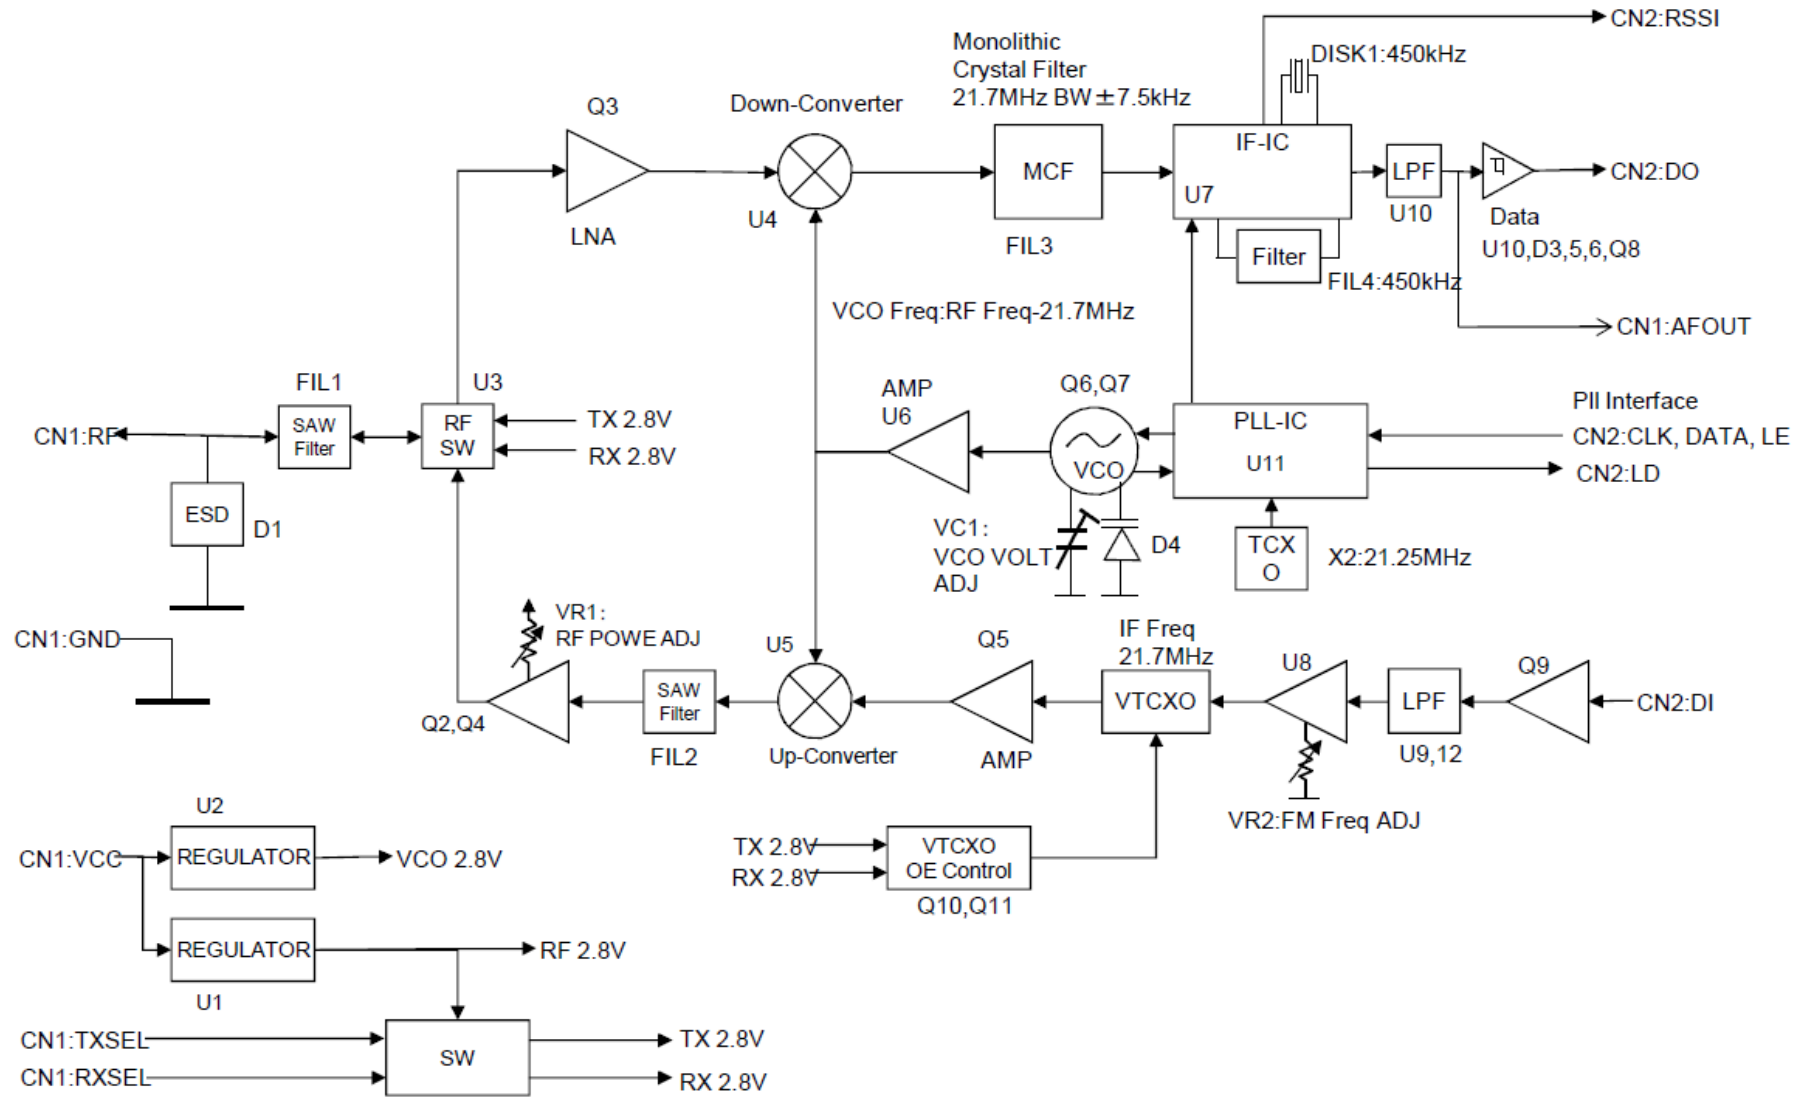 CN2:RSSI
Monolithic
Crystal Filter
21.7MHz BW±7.5kHz
DISK1:450kHz
Q3
Down-Converter
IF-IC
MCF
U7
LPF
CN2:DO
U4
U10
Data
LNA
FIL3
Filter
U10,D3,5,6,Q8
FIL4:450kHz
VCO Freq:RF Freq-21.7MHz
CN1:AFOUT
FIL1
U3
AMP
U6
Q6,Q7
Pll Interface
CN1:RF
SAW
Filter
RF
SW
TX 2.8V
RX 2.8V
VCO
PLL-IC
U11
CN2:CLK, DATA, LE
CN2:LD
ESD
D1
VC1:
VCO VOLT
ADJ
D4
TCX
O
X2:21.25MHz
CN1:GND
VR1:
RF POWE ADJ
U5
Q5
IF Freq
21.7MHz
U8
Q9
SAW
Filter
VTCXO
LPF
CN2:DI
Q2,Q4
FIL2
Up-Converter
AMP
U9,12
VR2:FM Freq ADJ
U2
CN1:VCC
REGULATOR
VCO 2.8V
TX 2.8V
RX 2.8V
VTCXO
OE Control
Q10,Q11
REGULATOR
RF 2.8V
U1
CN1:TXSEL
CN1:RXSEL
SW
TX 2.8V
RX 2.8V